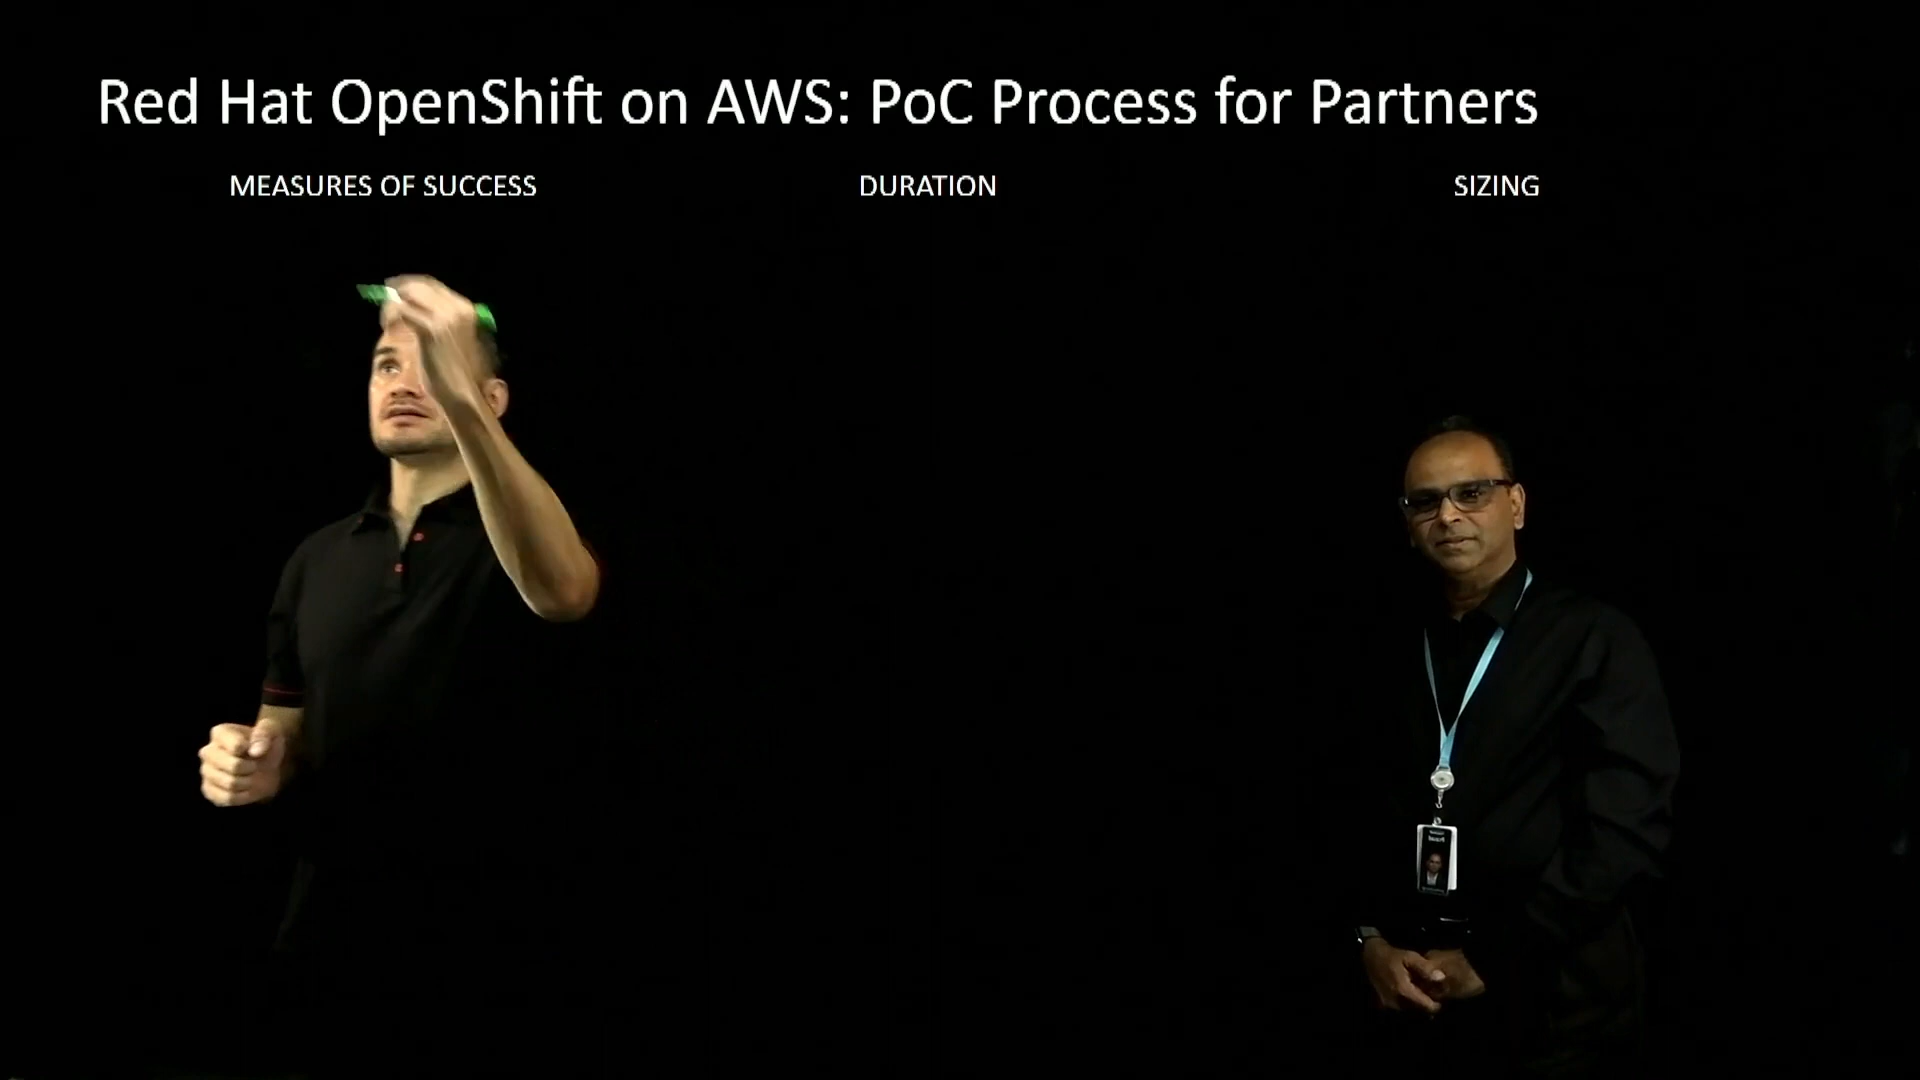 Red Hat OpenShift on AWS: PoC Process for Partners
MEASURES OF SUCCESS
DURATION
SIZING